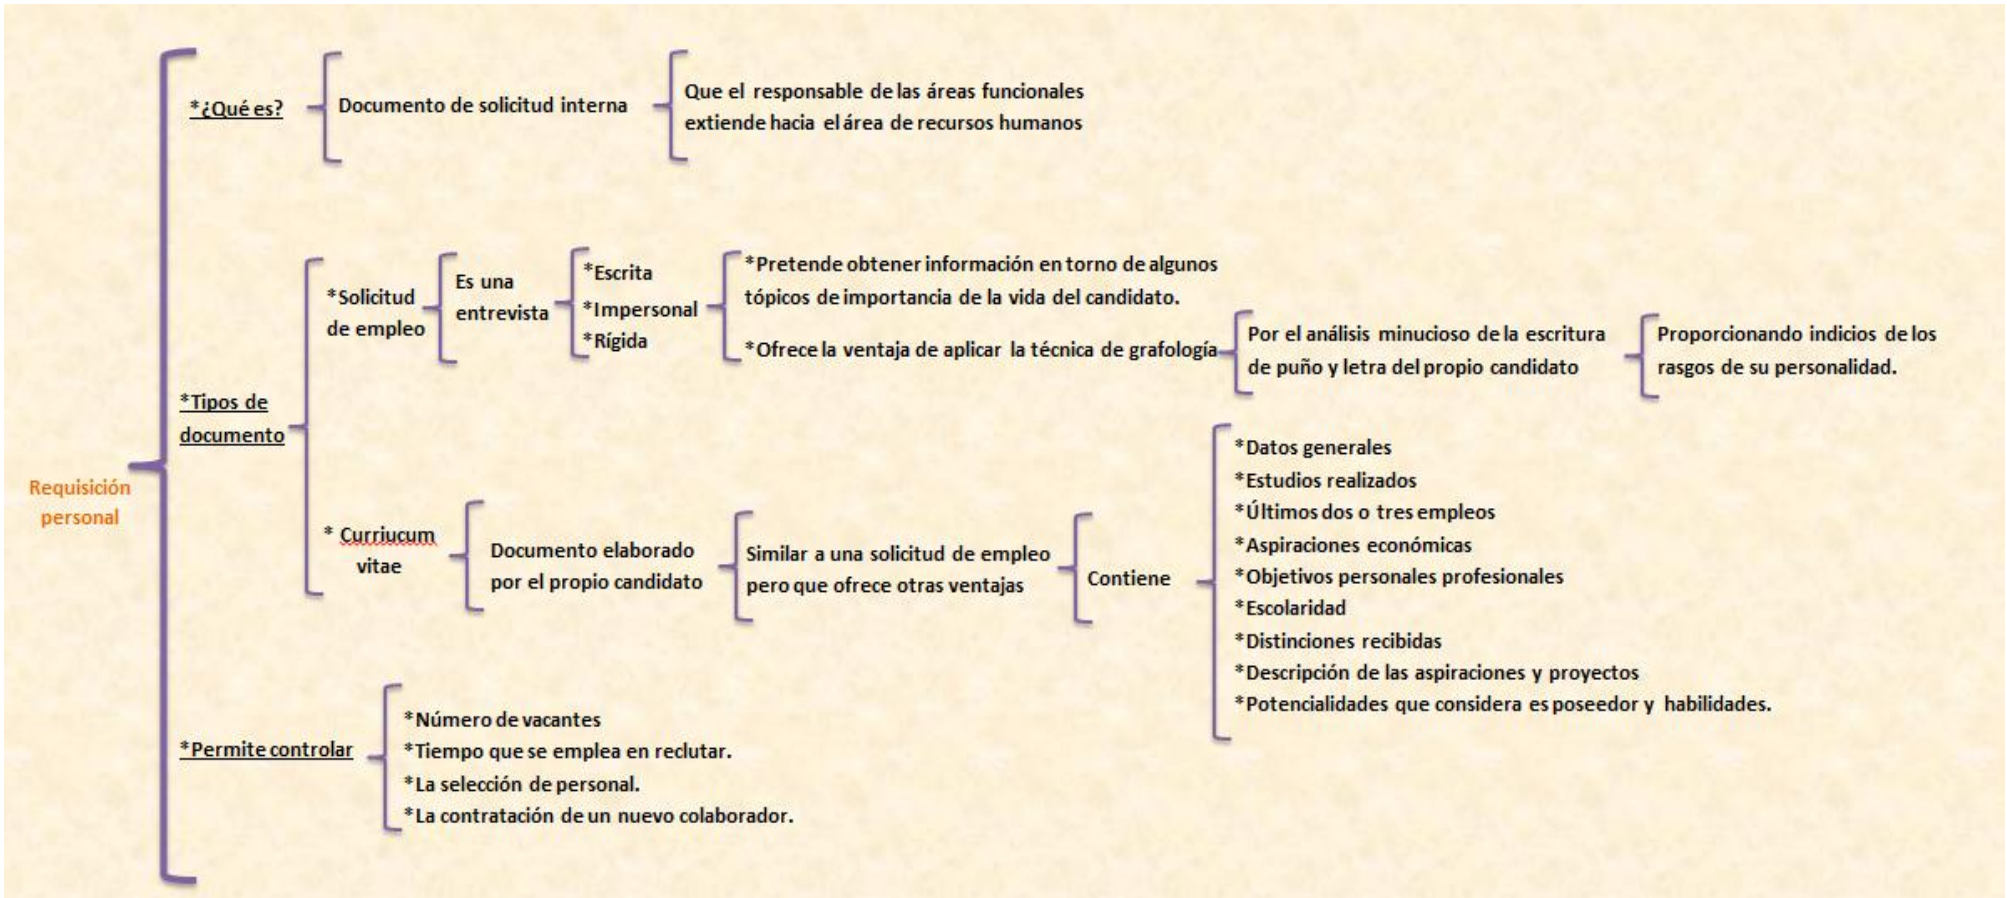 Requisición
personal
*¿Qué es?
Documento de solicitud interna
Que el responsable de las áreas funcionales
extiende hacia el área de recursos humanos
*Tipos de
documento
*Solicitud
de empleo
Es una
entrevista
*Escrita
*Impersonal
*Rígida
*Pretende obtener información en torno de algunos
tópicos de importancia de la vida del candidato.
*Ofrece la ventaja de aplicar la técnica de grafología
Por el análisis minucioso de la escritura
de puño y letra del propio candidato
Proporcionando indicios de los
rasgos de su personalidad.
* Curriucum
vitae
Documento elaborado
por el propio candidato
Similar a una solicitud de empleo
pero que ofrece otras ventajas
Contiene
*Datos generales
*Estudios realizados
*Últimos dos o tres empleos
*Aspiraciones económicas
*Objetivos personales profesionales
*Escolaridad
*Distinciones recibidas
*Descripción de las aspiraciones y proyectos
*Potencialidades que considera es poseedor y habilidades.
*Permite controlar
*Número de vacantes
*Tiempo que se emplea en reclutar.
*La selección de personal.
*La contratación de un nuevo colaborador.